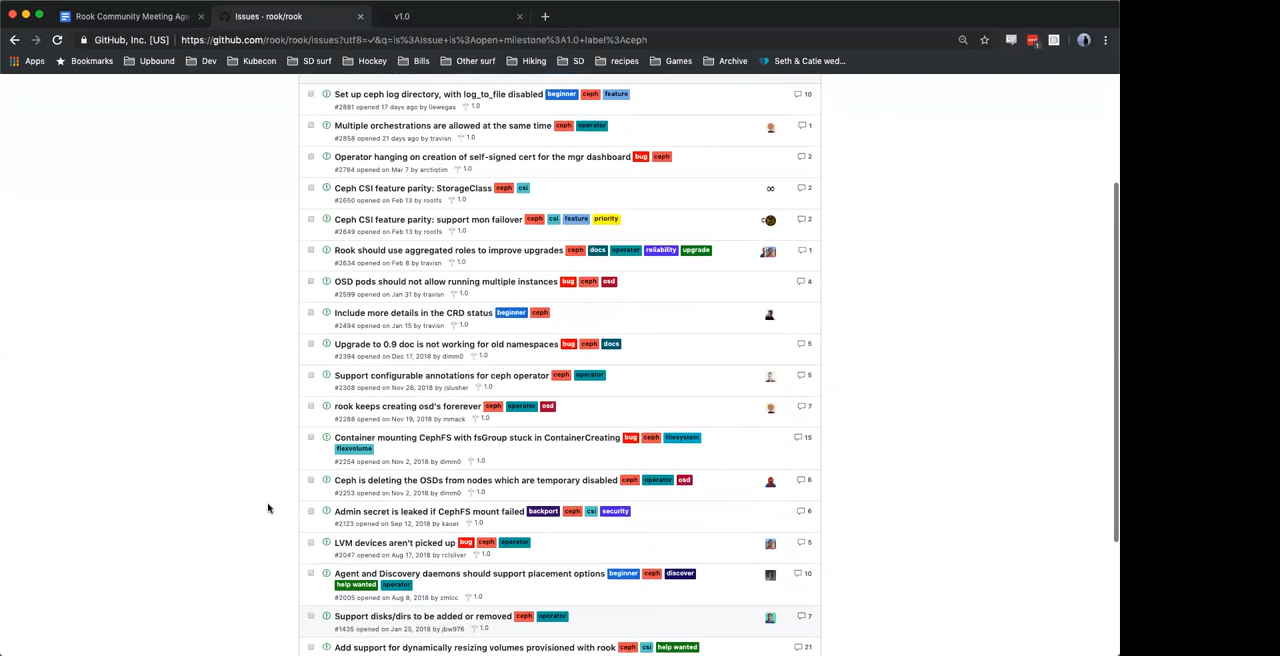 Rook Community Meeting Age
Issues · rook/rook
v1.0
GitHub, Inc. [US]
https://github.com/rook/rook/issues?utf8=✓&q=is%3Aissue+is%3Aopen+milestone%3A1.0+label%3Aceph
Apps
Bookmarks
Upbound
Dev
Kubecon
SD surf
Hockey
Bills
Other surf
Hiking
SD
recipes
Games
Archive
Seth & Catie wed...
Set up ceph log directory, with log_to_file disabled beginner ceph feature 10
#2881 opened 17 days ago by liewegas 1.0
Multiple orchestrations are allowed at the same time ceph operator 1
#2858 opened 21 days ago by travisn 1.0
Operator hanging on creation of self-signed cert for the mgr dashboard bug ceph 2
#2784 opened on Mar 7 by arctiqtim 1.0
Ceph CSI feature parity: StorageClass ceph csi 2
#2650 opened on Feb 13 by rootfs 1.0
Ceph CSI feature parity: support mon failover ceph csi feature priority 2
#2649 opened on Feb 13 by rootfs 1.0
Rook should use aggregated roles to improve upgrades ceph docs operator reliability upgrade 1
#2634 opened on Feb 8 by travisn 1.0
OSD pods should not allow running multiple instances bug ceph osd 4
#2599 opened on Jan 31 by travisn 1.0
Include more details in the CRD status beginner ceph
#2494 opened on Jan 15 by travisn 1.0
Upgrade to 0.9 doc is not working for old namespaces bug ceph docs 5
#2394 opened on Dec 17, 2018 by dimm0 1.0
Support configurable annotations for ceph operator ceph operator 5
#2308 opened on Nov 28, 2018 by jslusher 1.0
rook keeps creating osd's forerever ceph operator osd 7
#2288 opened on Nov 19, 2018 by mmack 1.0
Container mounting CephFS with fsGroup stuck in ContainerCreating bug ceph filesystem 15
flexvolume
#2254 opened on Nov 2, 2018 by dimm0 1.0
Ceph is deleting the OSDs from nodes which are temporary disabled ceph operator osd 6
#2253 opened on Nov 2, 2018 by dimm0 1.0
Admin secret is leaked if CephFS mount failed backport ceph csi security 6
#2123 opened on Sep 12, 2018 by kaoet 1.0
LVM devices aren't picked up bug ceph operator 5
#2047 opened on Aug 17, 2018 by rclsilver 1.0
Agent and Discovery daemons should support placement options beginner ceph discover 10
help wanted operator
#2005 opened on Aug 8, 2018 by zmlcc 1.0
Support disks/dirs to be added or removed ceph operator 7
#1435 opened on Jan 25, 2018 by jbw976 1.0
Add support for dynamically resizing volumes provisioned with rook ceph csi help wanted 21